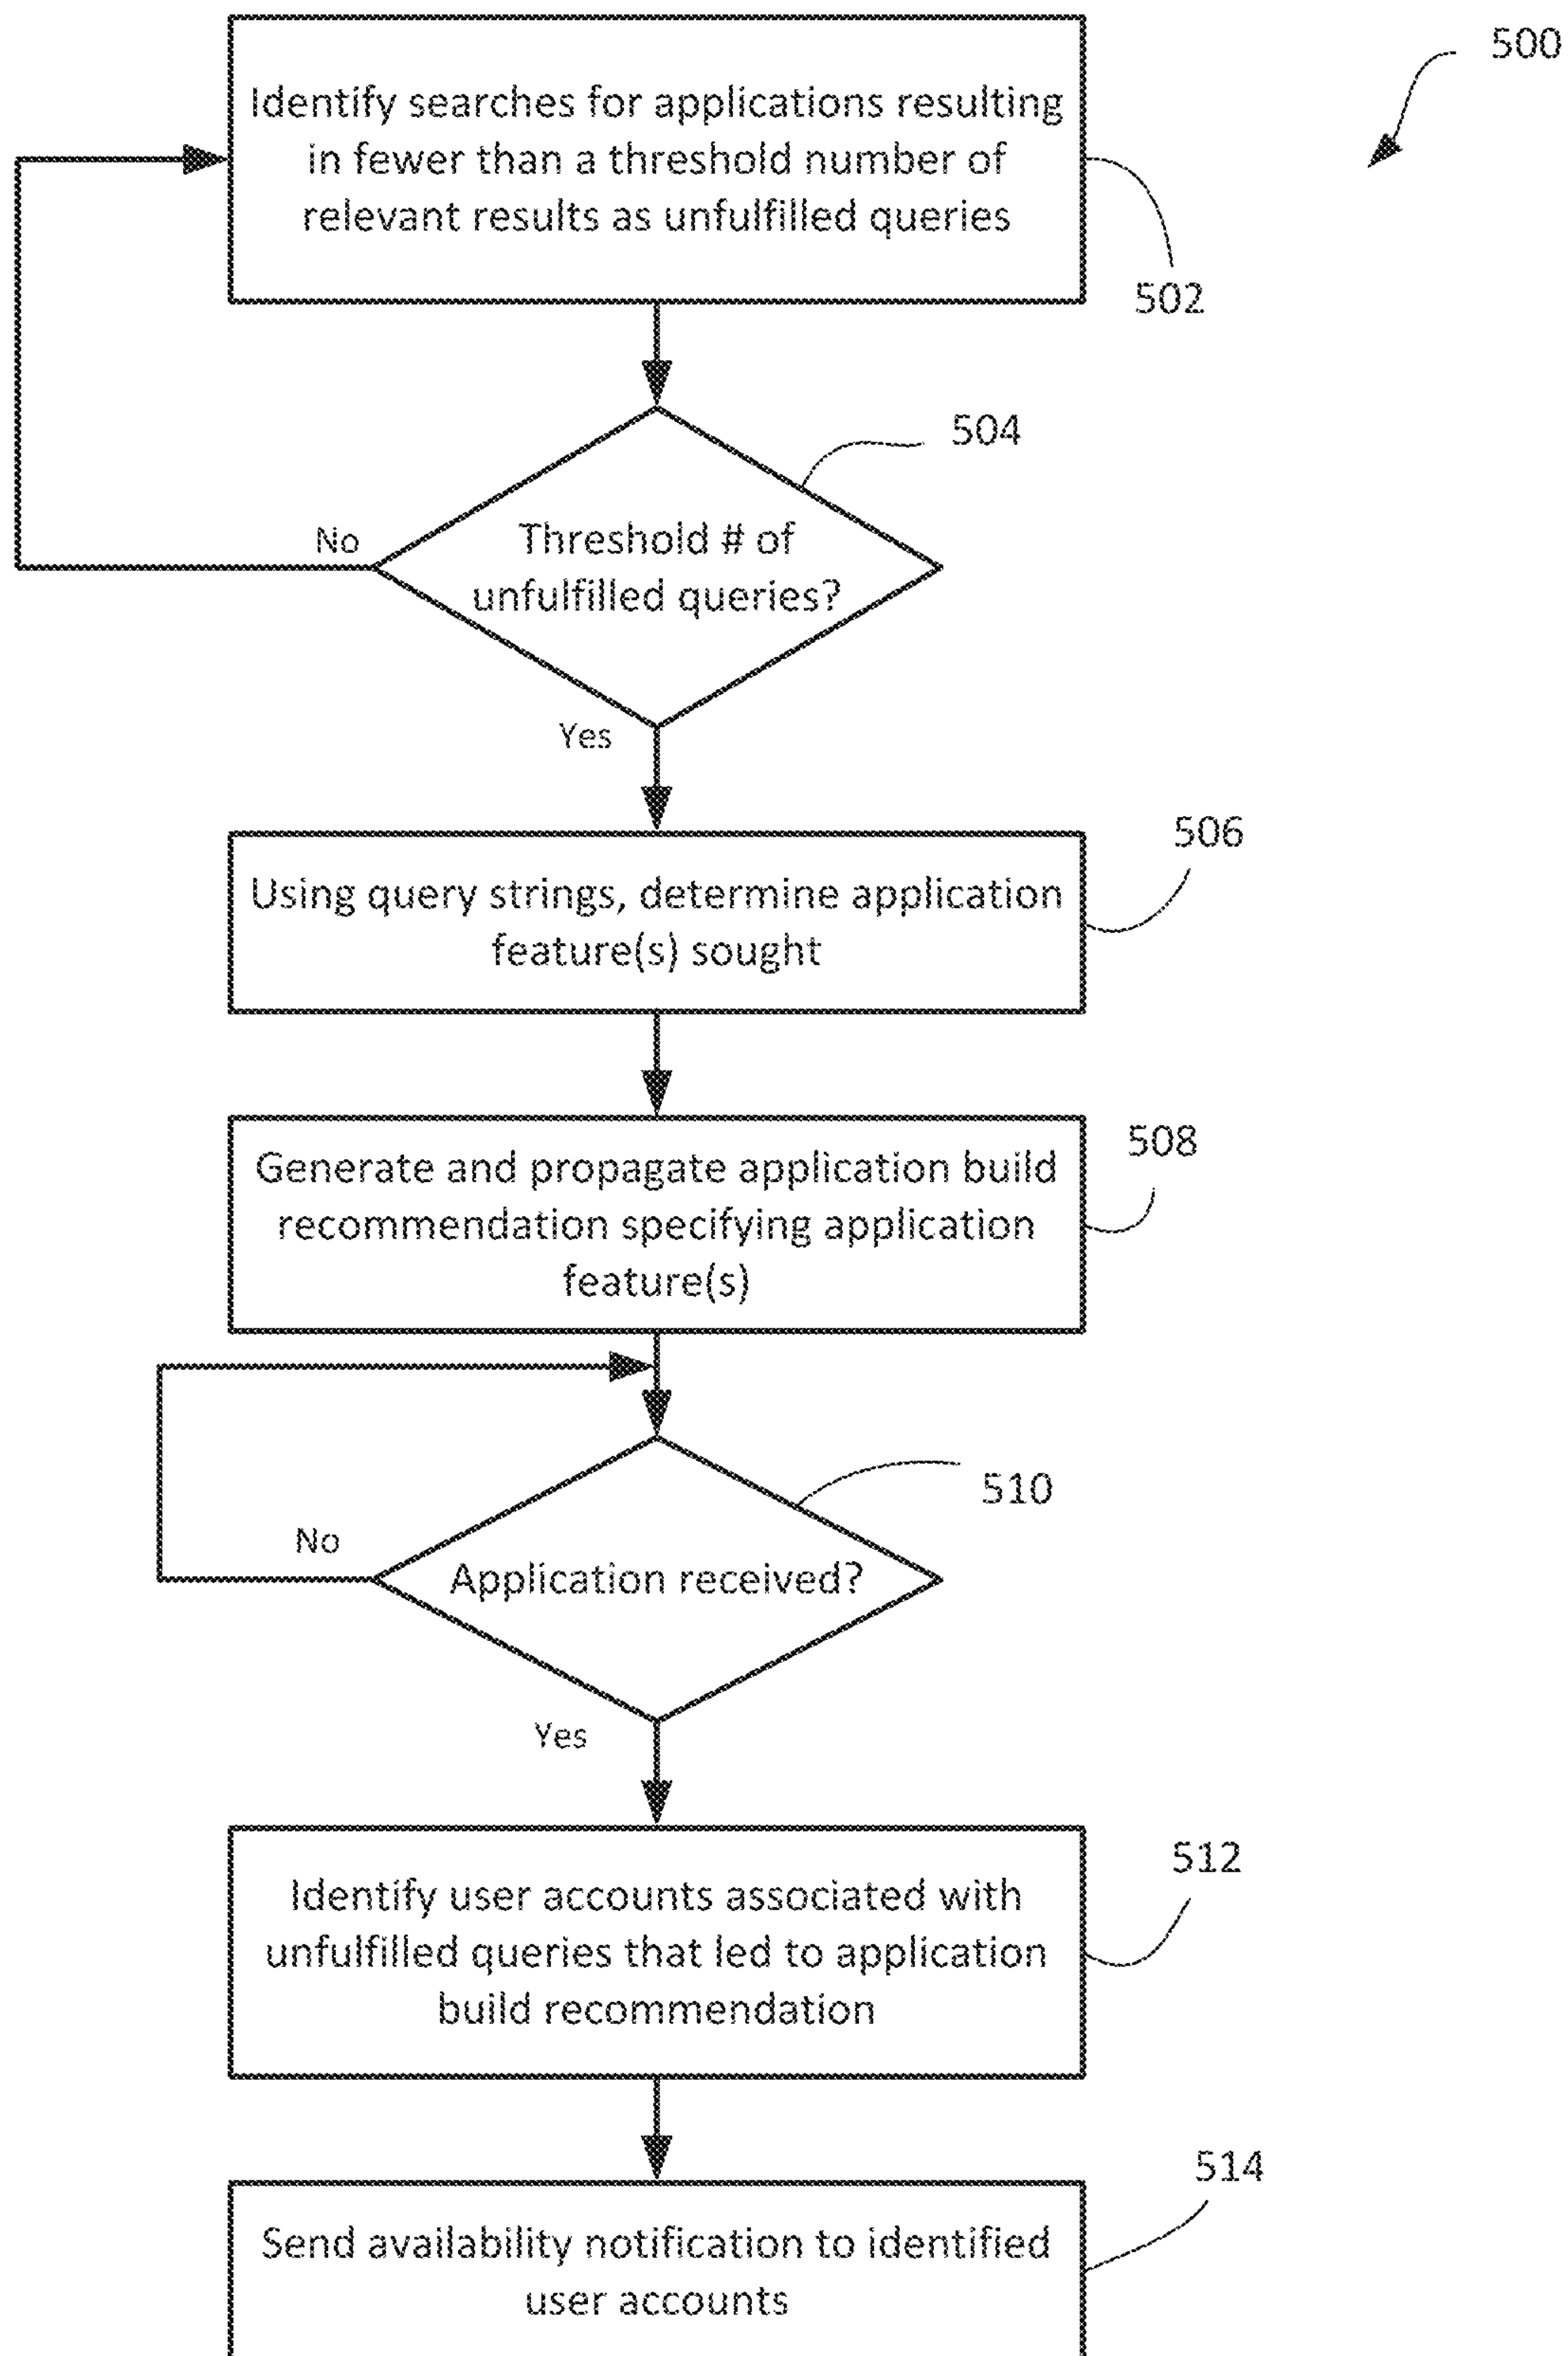 500
Identify searches for applications resulting
in fewer than a threshold number of
relevant results as unfulfilled queries
502
504
Threshold # of
unfulfilled queries?
No
Yes
506
Using query strings, determine application
feature(s) sought
508
Generate and propagate application build
recommendation specifying application
feature(s)
510
No
Application received?
Yes
512
Identify user accounts associated with
unfulfilled queries that led to application
build recommendation
514
Send availability notification to identified
user accounts